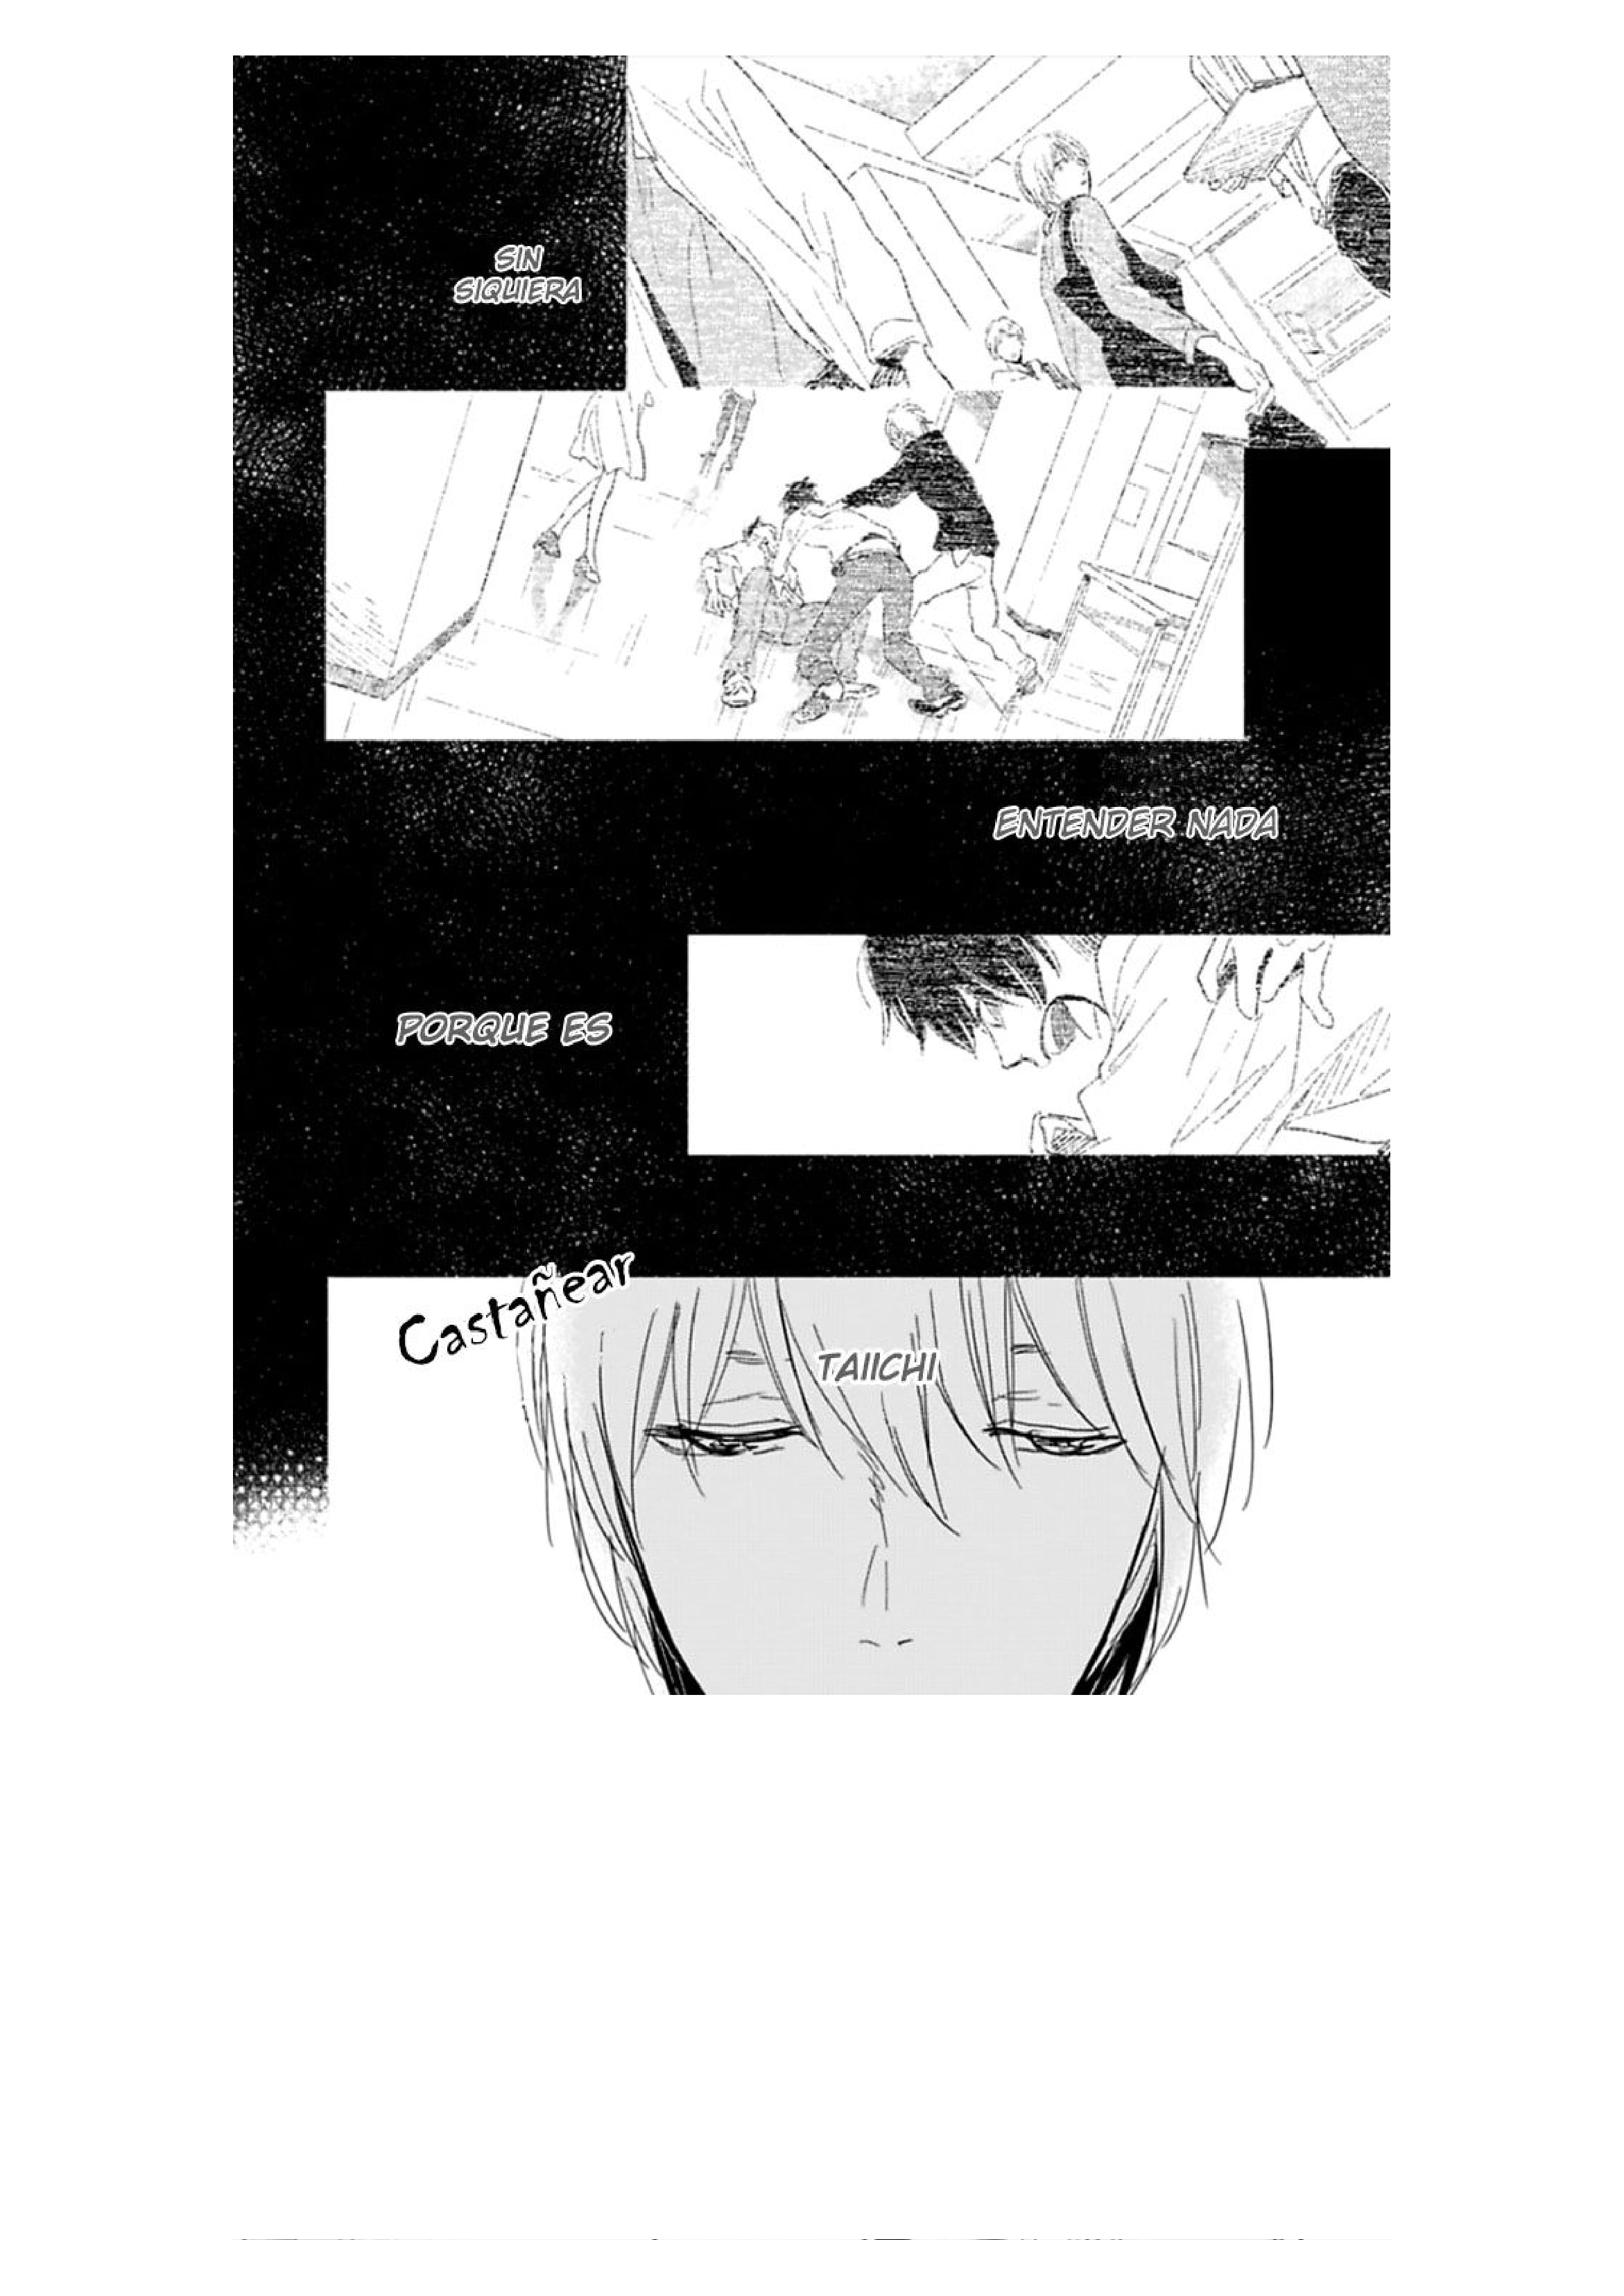 SIN
SIQUIERA
ENTENDER NADA
PORQUE ES
Castañear
TAIICHI